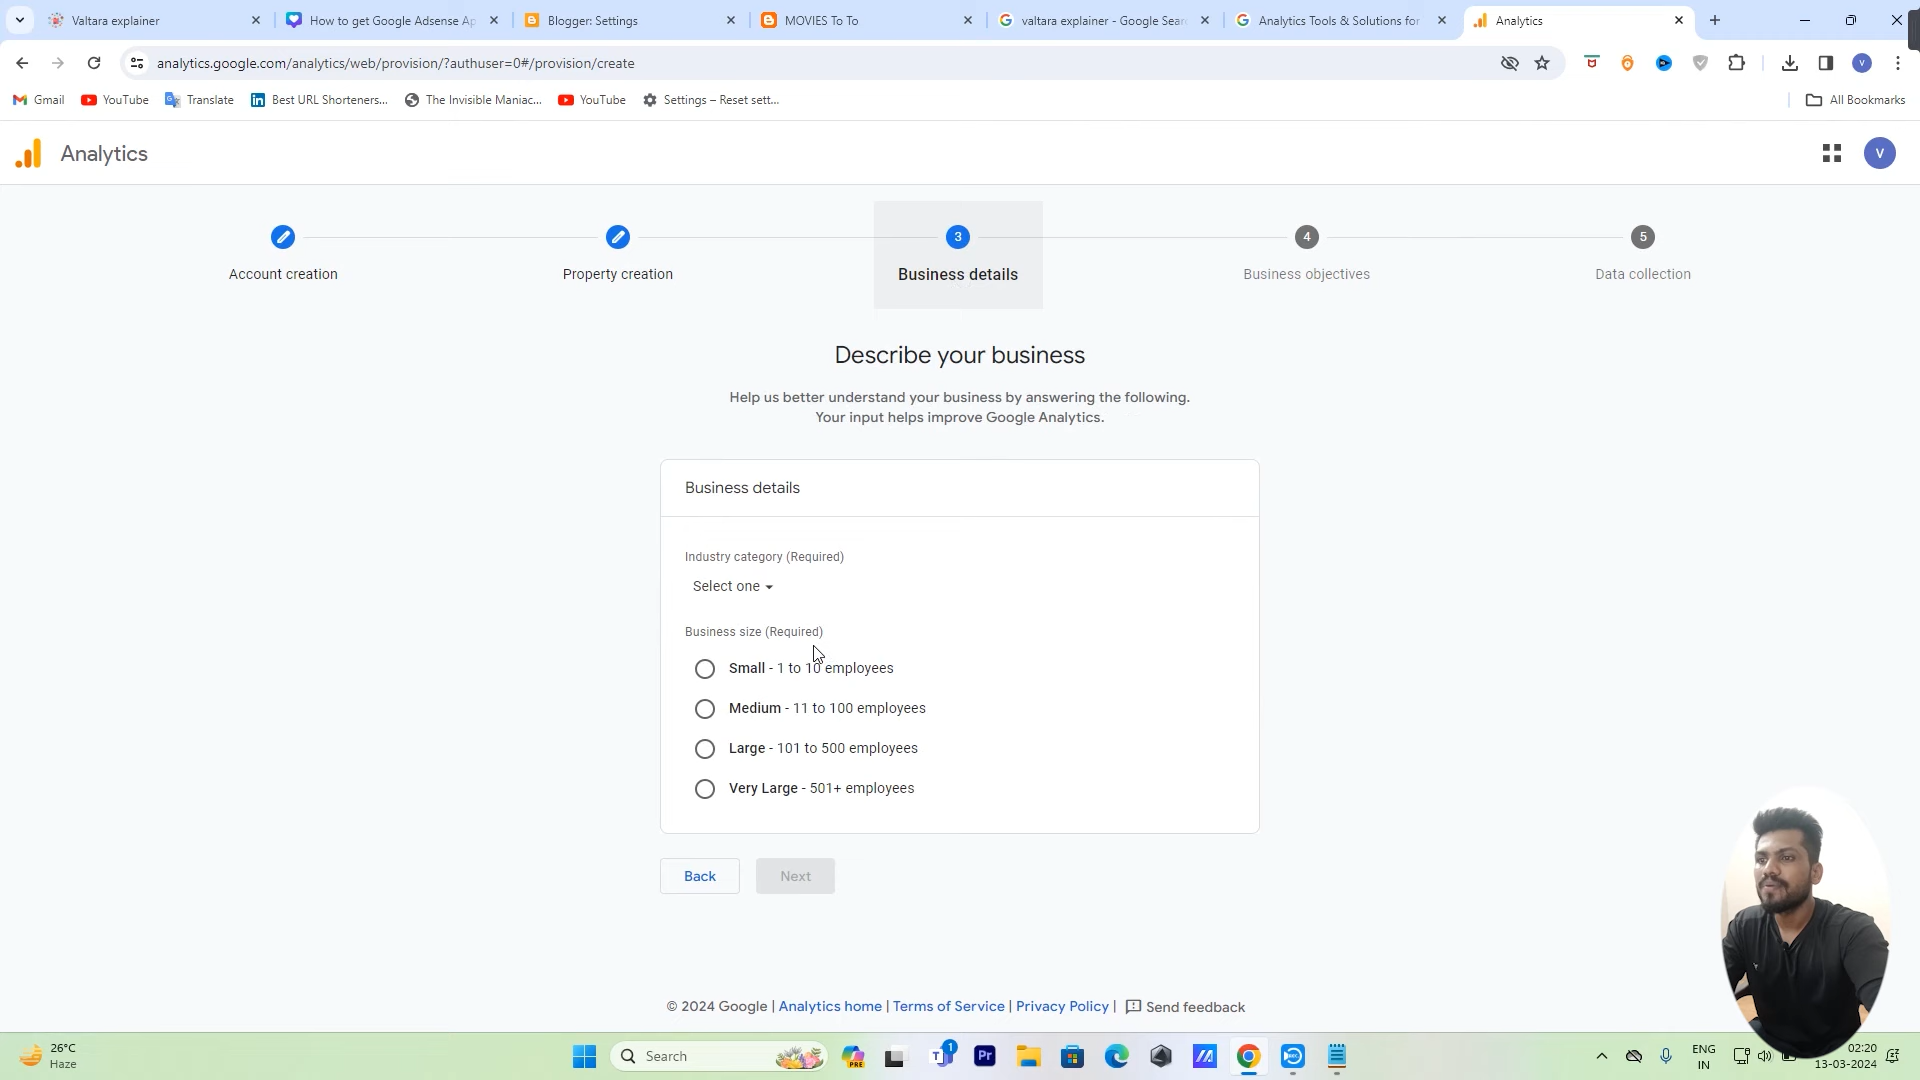 Valtara explainer
How to get Google Adsense Ap
Blogger: Settings
MOVIES To To
valtara explainer - Google Sear
Analytics Tools & Solutions for
Analytics
analytics.google.com/analytics/web/provision/?authuser=0#/provision/create
V
Gmail
YouTube
Translate
Best URL Shorteners...
The Invisible Maniac...
YouTube
Settings – Reset sett...
All Bookmarks
Analytics
V
3
4
5
Account creation
Property creation
Business details
Business objectives
Data collection
Describe your business
Help us better understand your business by answering the following.
Your input helps improve Google Analytics.
Business details
Industry category (Required)
Select one
Business size (Required)
Small - 1 to 10 employees
Medium - 11 to 100 employees
Large - 101 to 500 employees
Very Large - 501+ employees
Back
Next
© 2024 Google | Analytics home | Terms of Service | Privacy Policy | Send feedback
26°C
Haze
Search
PRE
1
Pr
ENG
IN
02:20
13-03-2024